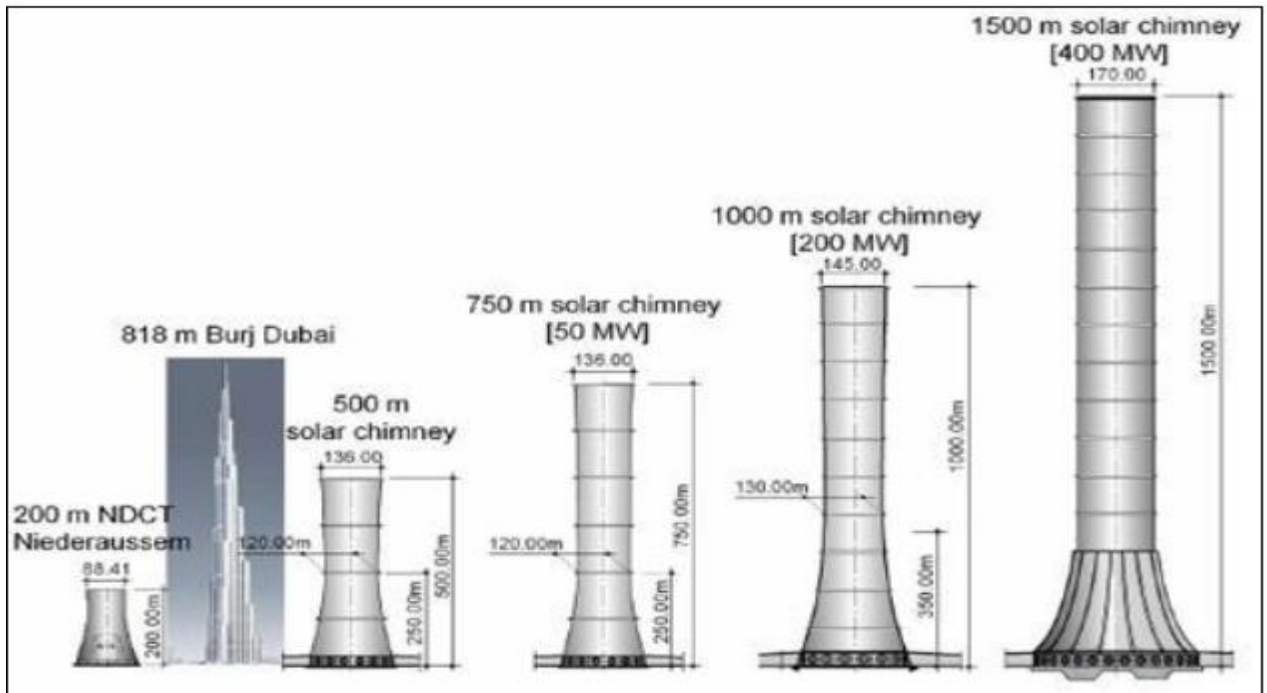 1500 m solar chimney
[400 MW]
170.00
1500.00m
1000 m solar chimney
[200 MW]
145.00
130.00m
1000.00m
350.00m
750 m solar chimney
[50 MW]
136.00
120.00m
750.00m
250.00m
818 m Burj Dubai
500 m
solar chimney
136.00
120.00m
500.00m
250.00m
200 m NDCT
Niederaussem
88.41
200.00m